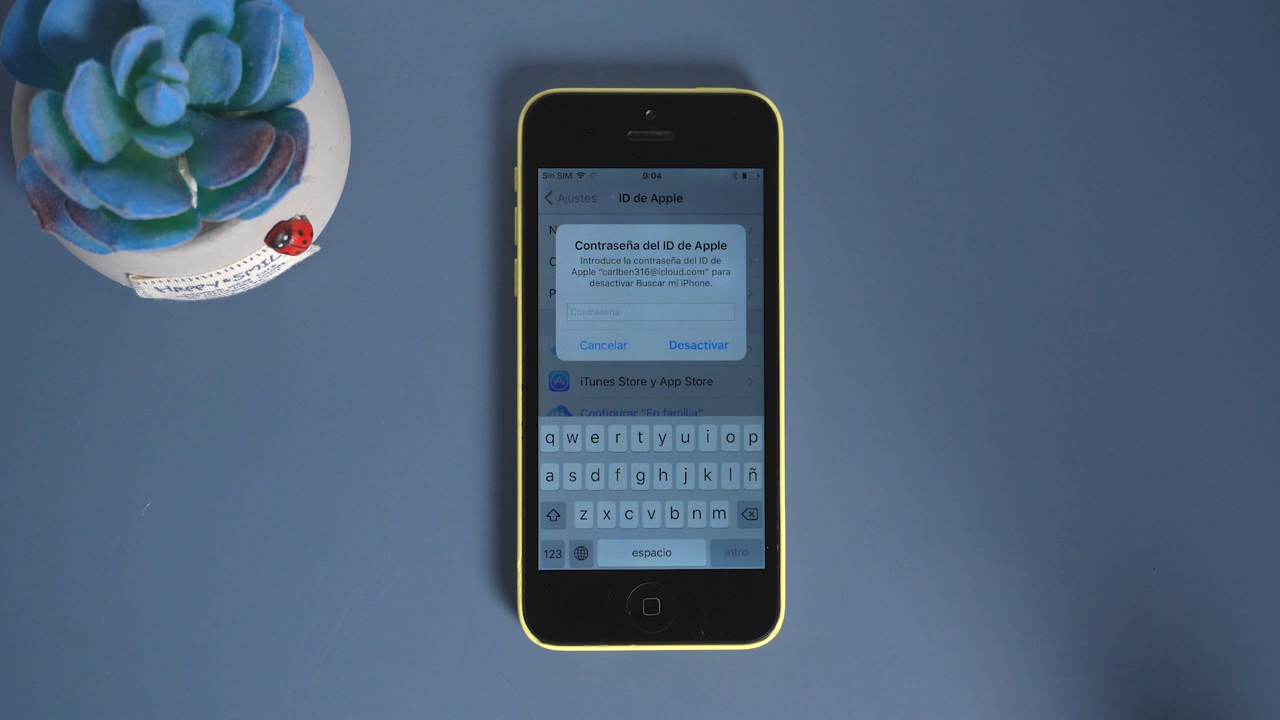 Sin SIM 9:04
Ajustes ID de Apple
N
Contraseña del ID de Apple
Introduce la contraseña del ID de
Apple “carlben316@icloud.com” para
desactivar Buscar mi iPhone.
C
P
Contraseña
Cancelar Desactivar
iTunes Store y App Store
Configurar “En familia”
q w e r t y u i o p
a s d f g h j k l ñ
z x c v b n m
123 espacio intro